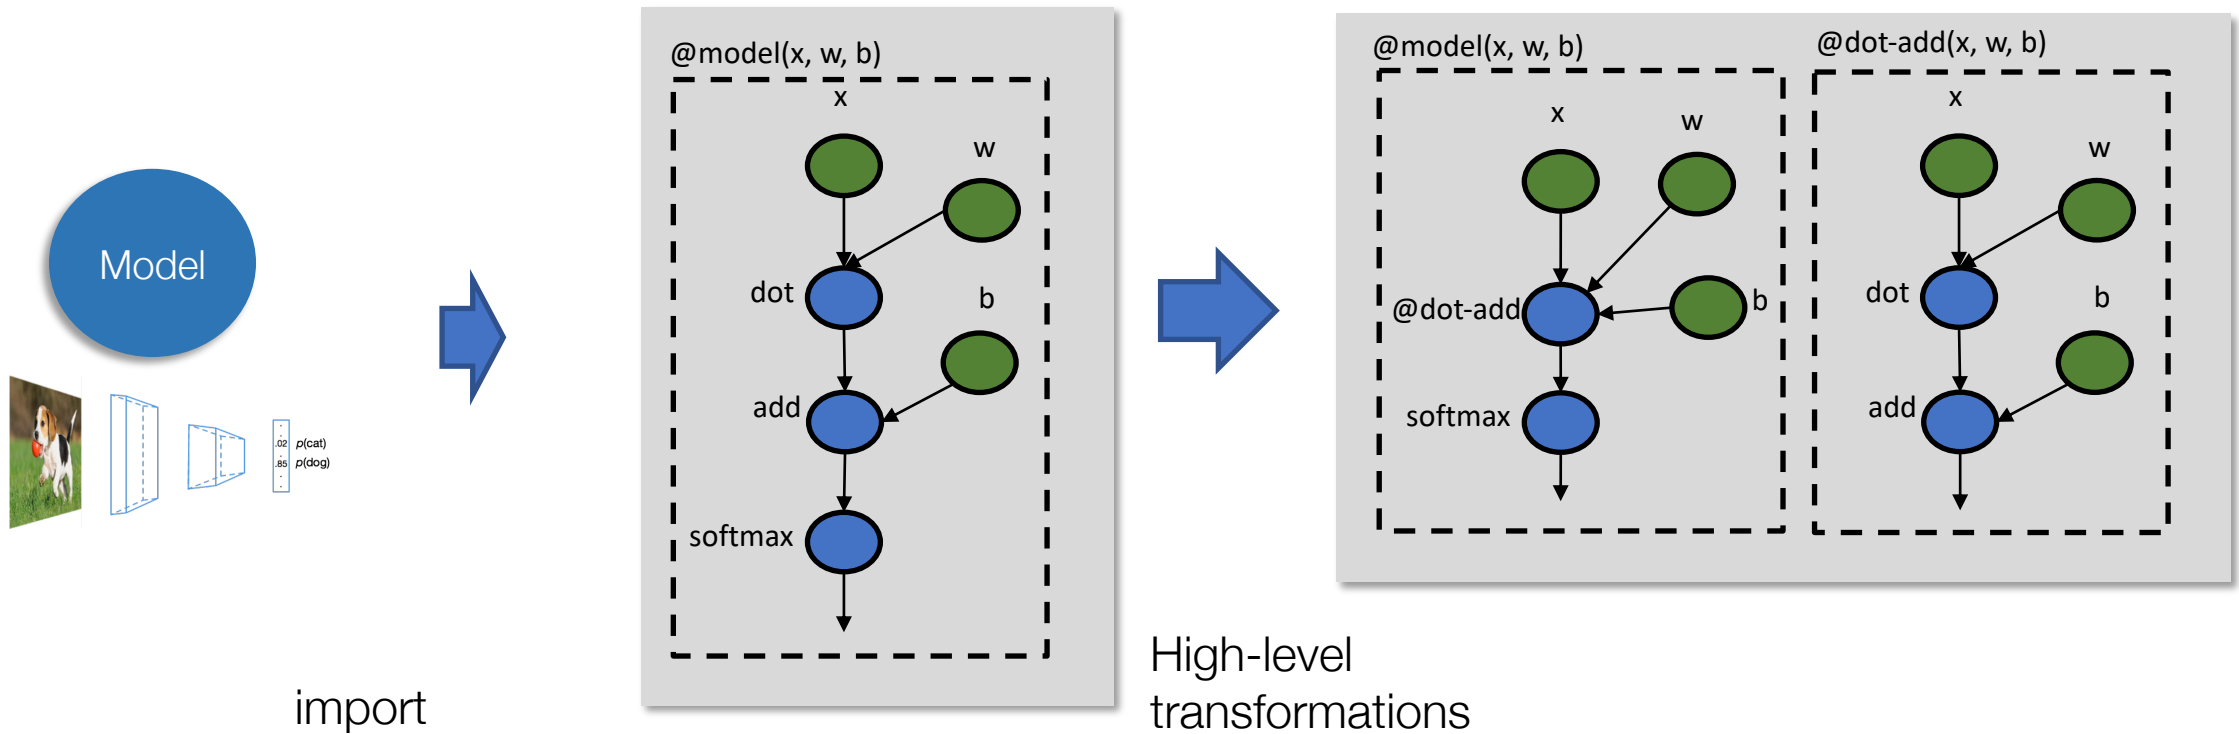 Model
.02 p(cat)
.85 p(dog)
import
@model(x, w, b)
x
w
dot
b
add
softmax
High-level
transformations
@model(x, w, b)
x
w
@dot-add
b
softmax
@dot-add(x, w, b)
x
w
dot
b
add